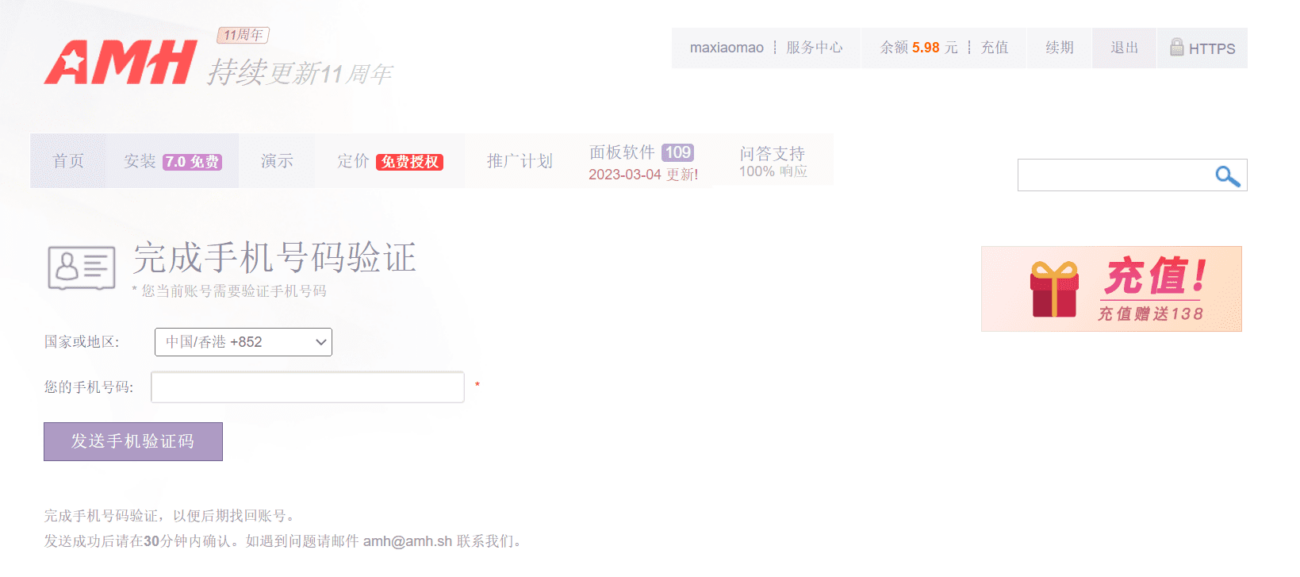 AMH
11周年
持续更新11周年
maxiaomao ┆ 服务中心 余额 5.98 元 ┆ 充值 续期 退出 HTTPS
首页 安装 7.0 免费 演示 定价 免费授权 推广计划 面板软件 109 问答支持
2023-03-04 更新! 100% 响应
完成手机号码验证
* 您当前账号需要验证手机号码
充值!
充值赠送138
国家或地区: 中国/香港 +852
您的手机号码: *
发送手机验证码
完成手机号码验证，以便后期找回账号。
发送成功后请在30分钟内确认。如遇到问题请邮件 amh@amh.sh 联系我们。